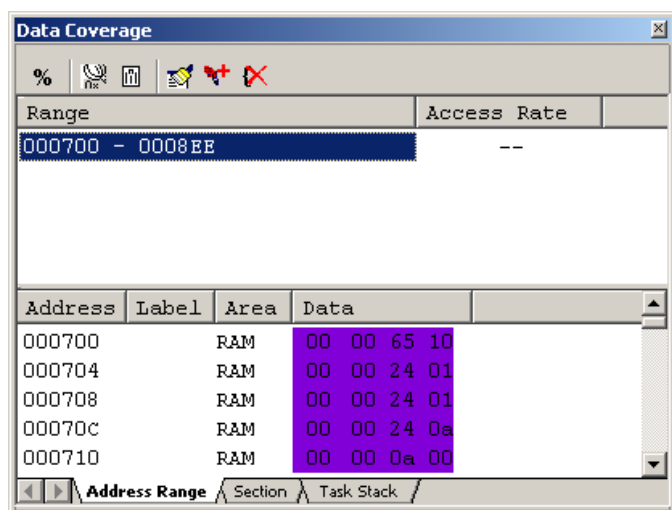 Data Coverage
%
Range Access Rate
000700 - 0008EE --
Address Label Area Data
000700 RAM 00 00 65 10
000704 RAM 00 00 24 01
000708 RAM 00 00 24 01
00070C RAM 00 00 24 0a
000710 RAM 00 00 0a 00
Address Range Section Task Stack